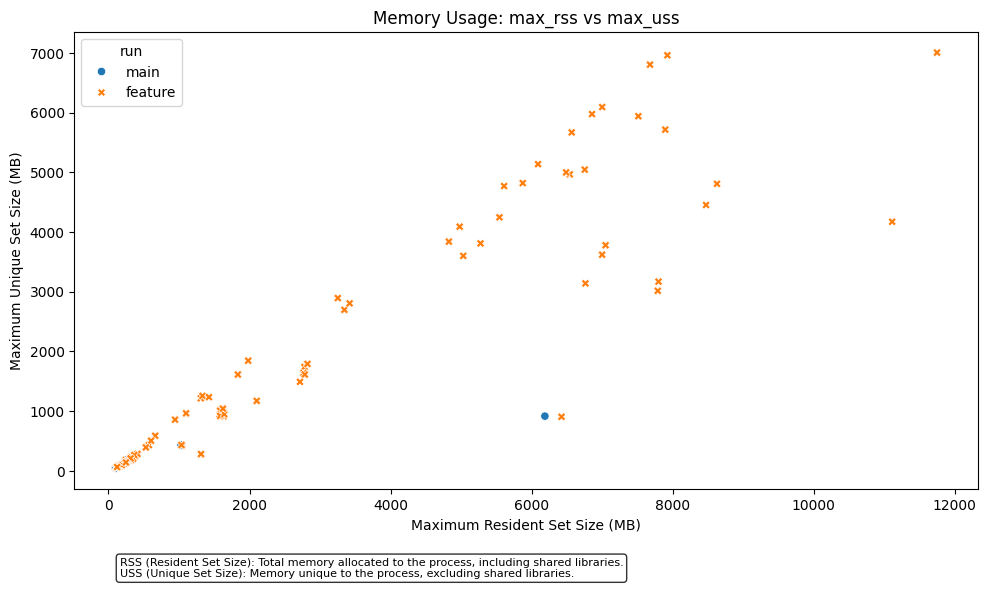 Memory Usage: max_rss vs max_uss
run
main
feature
7000
6000
5000
4000
3000
2000
1000
0
Maximum Unique Set Size (MB)
0 2000 4000 6000 8000 10000 12000
Maximum Resident Set Size (MB)
RSS (Resident Set Size): Total memory allocated to the process, including shared libraries.
USS (Unique Set Size): Memory unique to the process, excluding shared libraries.